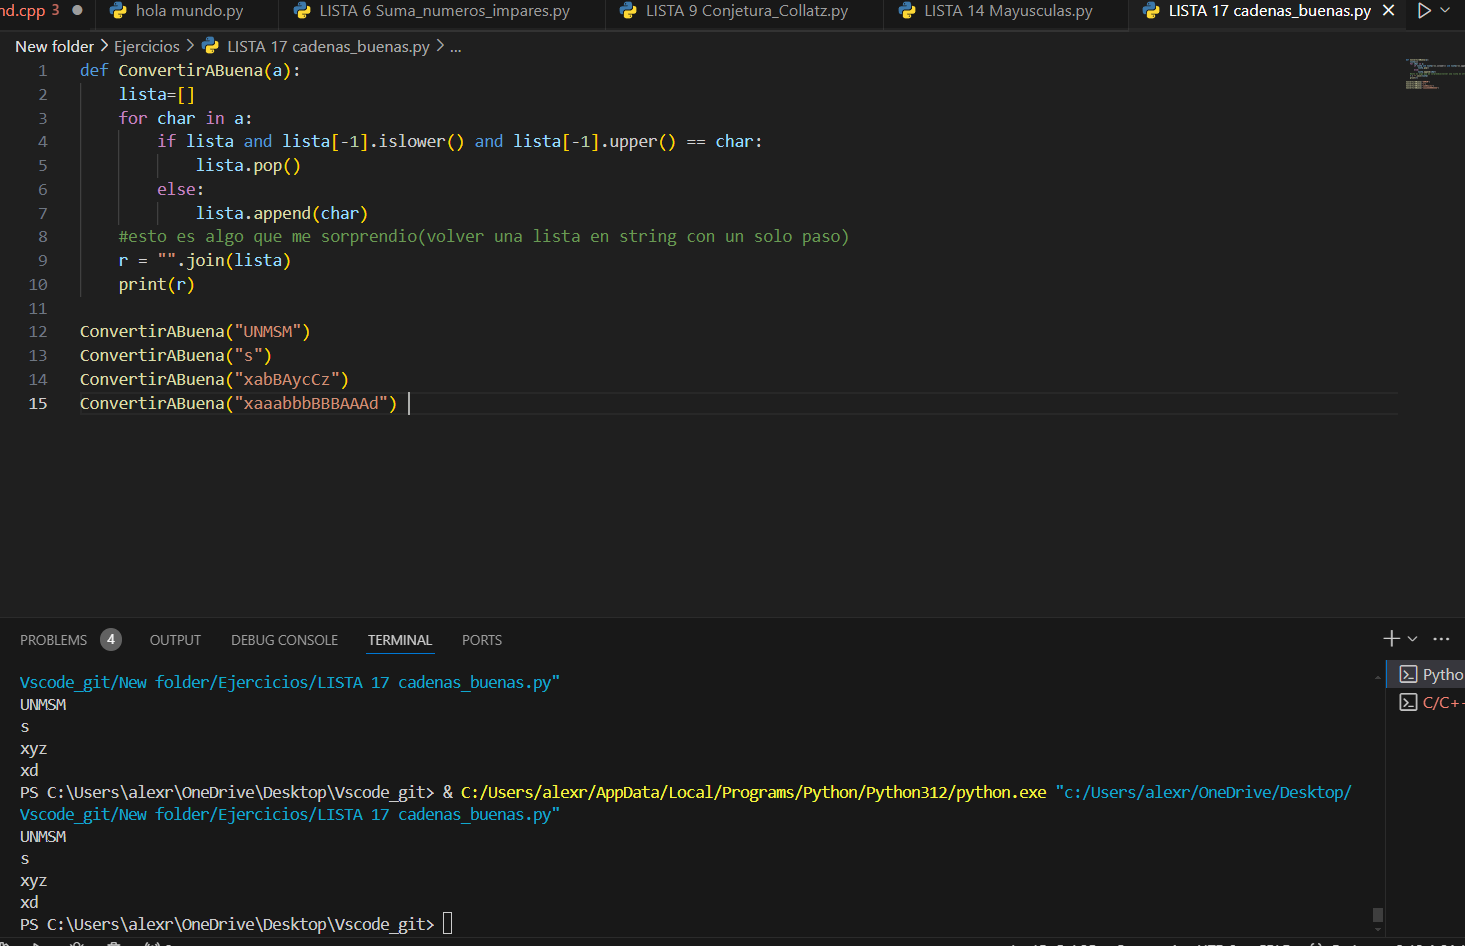 nd.cpp 3 hola mundo.py LISTA 6 Suma_numeros_impares.py LISTA 9 Conjetura_Collatz.py LISTA 14 Mayusculas.py LISTA 17 cadenas_buenas.py
New folder > Ejercicios > LISTA 17 cadenas_buenas.py > ...
1 def ConvertirABuena(a):
2 lista=[]
3 for char in a:
4 if lista and lista[-1].islower() and lista[-1].upper() == char:
5 lista.pop()
6 else:
7 lista.append(char)
8 #esto es algo que me sorprendio(volver una lista en string con un solo paso)
9 r = "".join(lista)
10 print(r)
11
12 ConvertirABuena("UNMSM")
13 ConvertirABuena("s")
14 ConvertirABuena("xabBAycCz")
15 ConvertirABuena("xaaabbbBBBAAAd")
PROBLEMS 4 OUTPUT DEBUG CONSOLE TERMINAL PORTS
Vscode_git/New folder/Ejercicios/LISTA 17 cadenas_buenas.py"
UNMSM
s
xyz
xd
PS C:\Users\alexr\OneDrive\Desktop\Vscode_git> & C:/Users/alexr/AppData/Local/Programs/Python/Python312/python.exe "c:/Users/alexr/OneDrive/Desktop/
Vscode_git/New folder/Ejercicios/LISTA 17 cadenas_buenas.py"
UNMSM
s
xyz
xd
PS C:\Users\alexr\OneDrive\Desktop\Vscode_git>
Pytho
C/C+